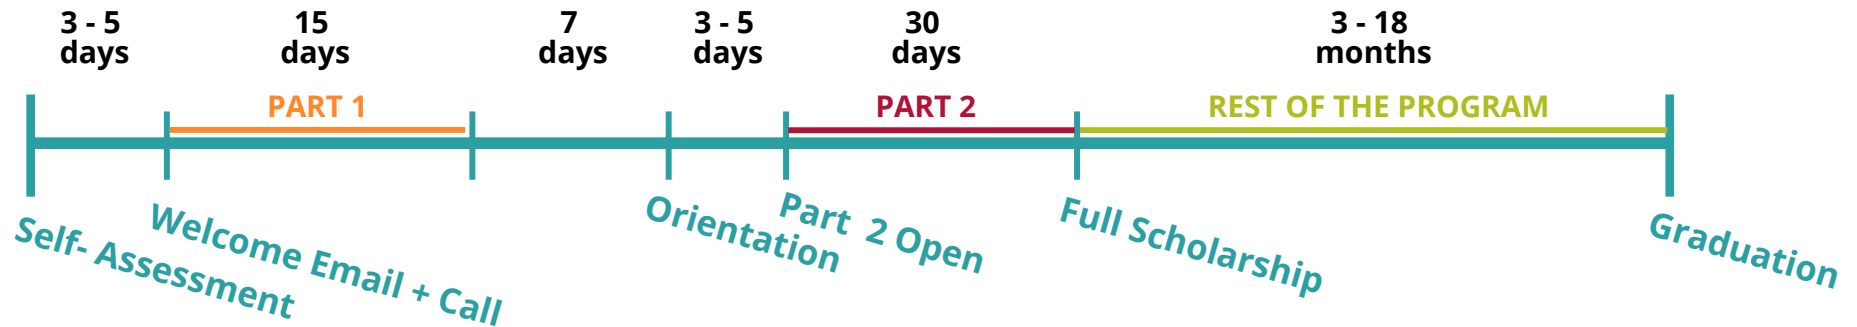 3 - 5
days
15
days
7
days
3 - 5
days
30
days
3 - 18
months
PART 1
PART 2
REST OF THE PROGRAM
Self- Assessment
Welcome Email + Call
Orientation
Part 2 Open
Full Scholarship
Graduation